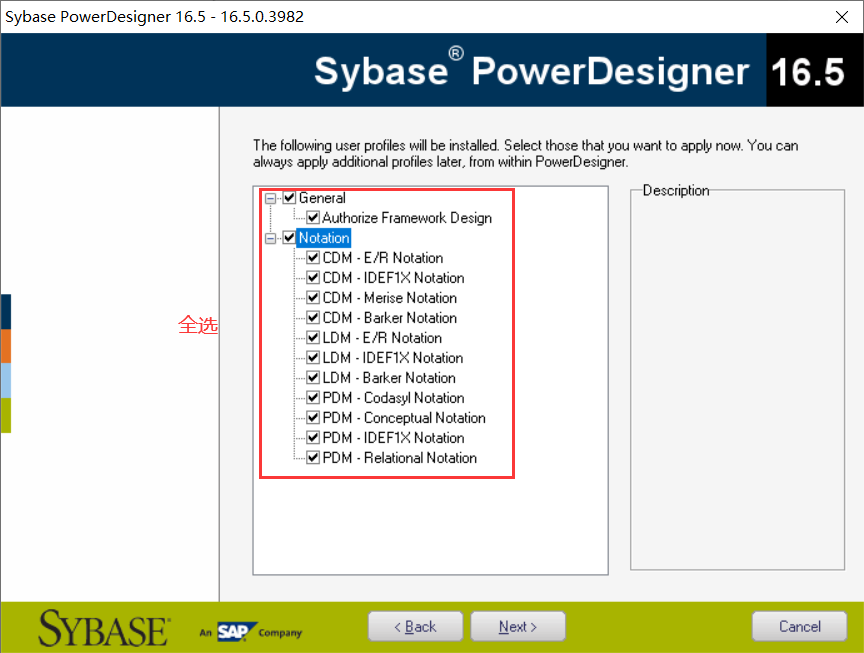 Sybase PowerDesigner 16.5 - 16.5.0.3982
Sybase® PowerDesigner 16.5
The following user profiles will be installed. Select those that you want to apply now. You can
always apply additional profiles later, from within PowerDesigner.
General
Authorize Framework Design
Notation
CDM - E/R Notation
CDM - IDEF1X Notation
CDM - Merise Notation
CDM - Barker Notation
LDM - E/R Notation
LDM - IDEF1X Notation
LDM - Barker Notation
PDM - Codasyl Notation
PDM - Conceptual Notation
PDM - IDEF1X Notation
PDM - Relational Notation
Description
全选
SYBASE®
An SAP Company
< Back
Next >
Cancel